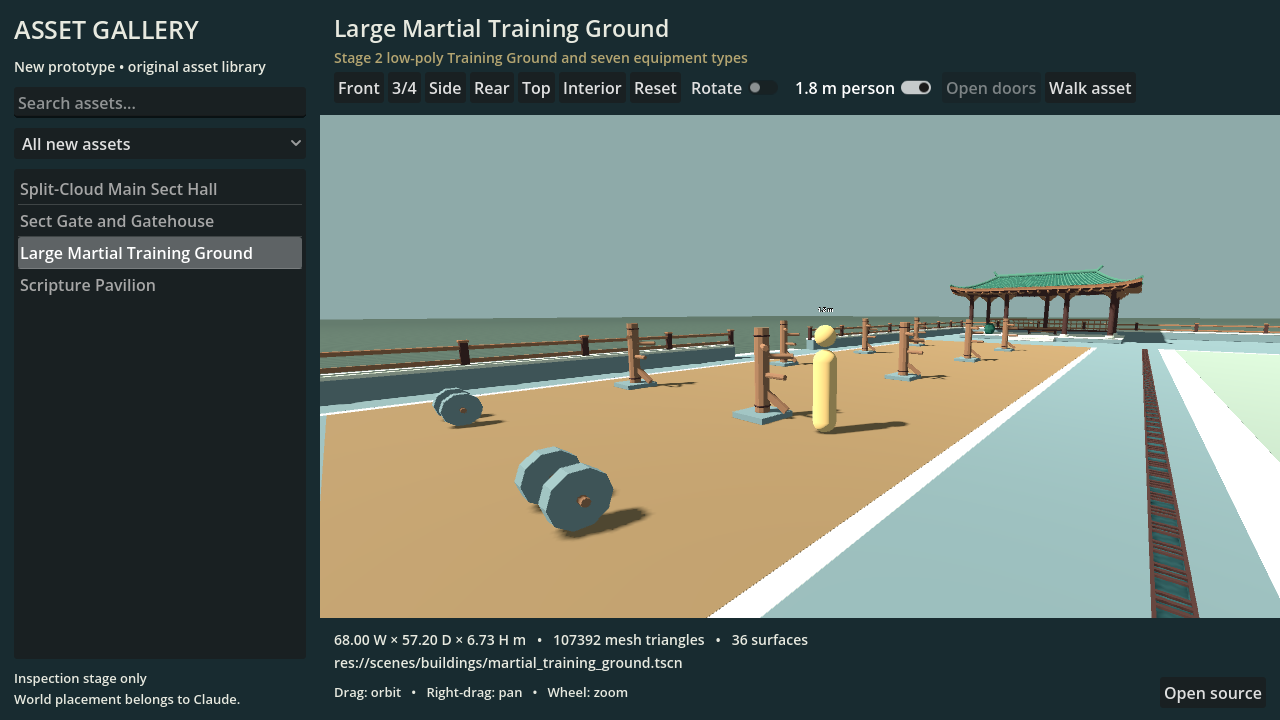 ASSET GALLERY
New prototype • original asset library
Search assets...
All new assets
Split-Cloud Main Sect Hall
Sect Gate and Gatehouse
Large Martial Training Ground
Scripture Pavilion
Inspection stage only
World placement belongs to Claude.
Large Martial Training Ground
Stage 2 low-poly Training Ground and seven equipment types
Front 3/4 Side Rear Top Interior Reset Rotate 1.8 m person Open doors Walk asset
68.00 W × 57.20 D × 6.73 H m • 107392 mesh triangles • 36 surfaces
res://scenes/buildings/martial_training_ground.tscn
Drag: orbit • Right-drag: pan • Wheel: zoom
Open source